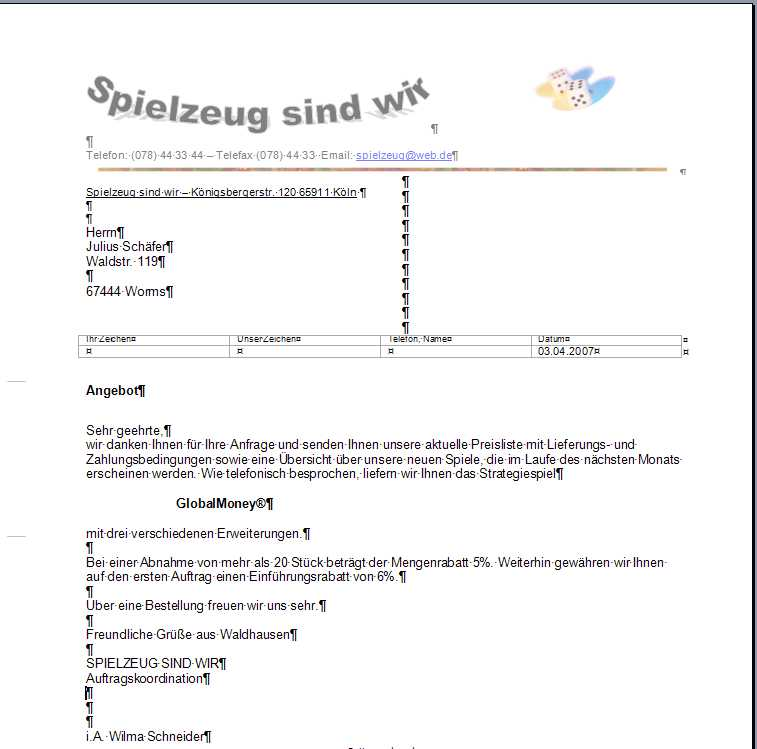 Spielzeug sind wir
Telefon: (078) 44 33 44 – Telefax (078) 44 33 Email: spielzeug@web.de
Spielzeug sind wir – Königsbergerstr. 120 65911 Köln
Herrn
Julius Schäfer
Waldstr. 119
67444 Worms
Ihr Zeichen UnserZeichen Telefon, Name Datum
03.04.2007
Angebot
Sehr geehrte,
wir danken Ihnen für Ihre Anfrage und senden Ihnen unsere aktuelle Preisliste mit Lieferungs- und
Zahlungsbedingungen sowie eine Übersicht über unsere neuen Spiele, die im Laufe des nächsten Monats
erscheinen werden. Wie telefonisch besprochen, liefern wir Ihnen das Strategiespiel
GlobalMoney®
mit drei verschiedenen Erweiterungen.
Bei einer Abnahme von mehr als 20 Stück beträgt der Mengenrabatt 5%. Weiterhin gewähren wir Ihnen
auf den ersten Auftrag einen Einführungsrabatt von 6%.
Über eine Bestellung freuen wir uns sehr.
Freundliche Grüße aus Waldhausen
SPIELZEUG SIND WIR
Auftragskoordination
i.A. Wilma Schneider